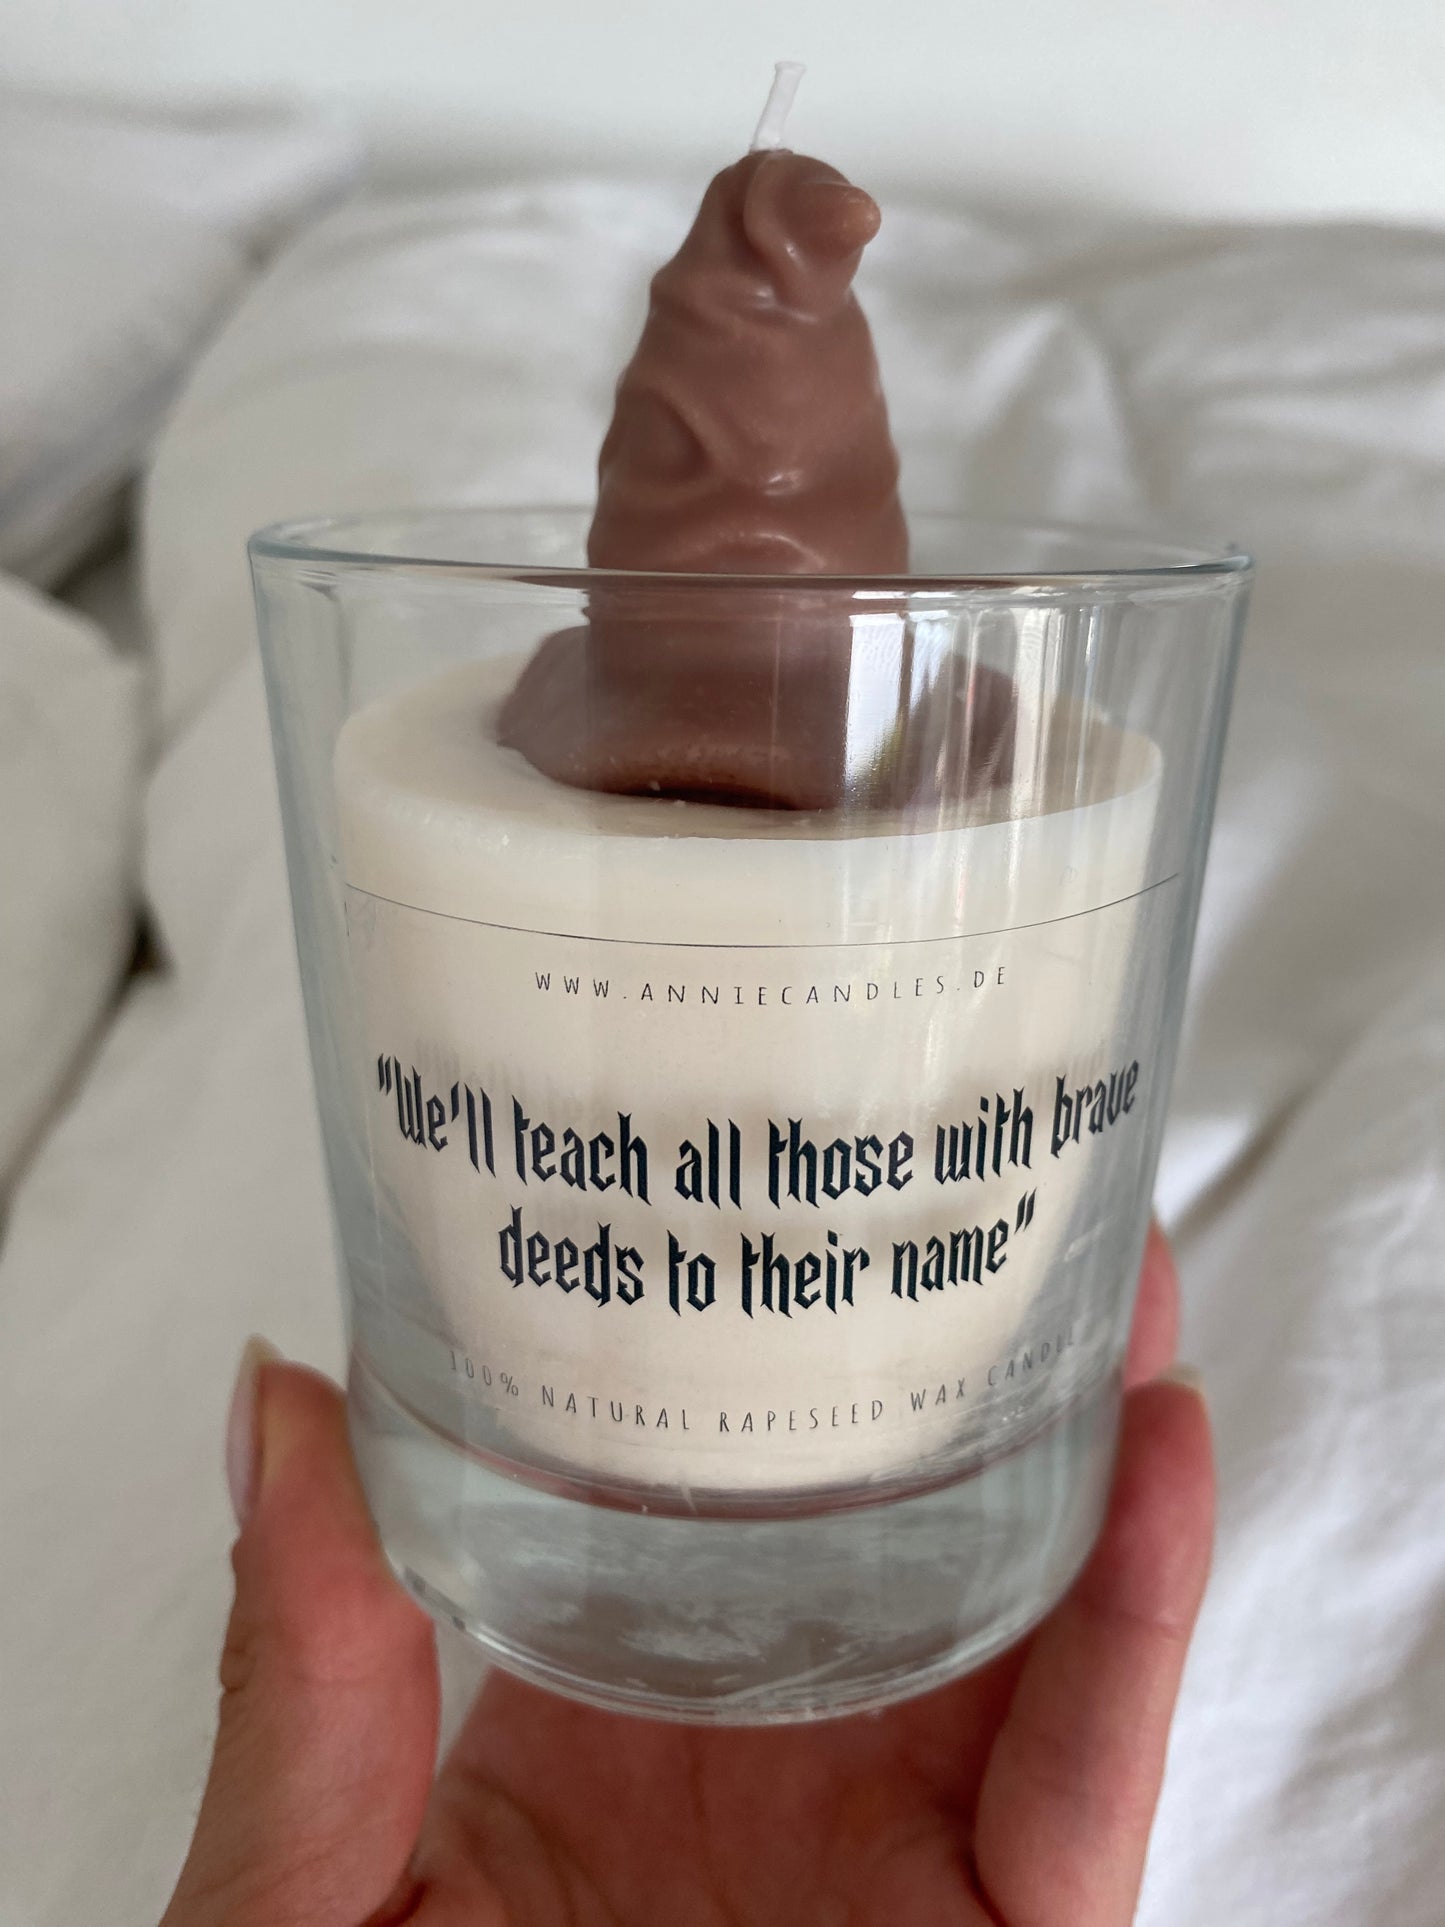 WWW.ANNIECANDLES.DE
"We'll teach all those with brave
deeds to their name"
100% NATURAL RAPESEED WAX CANDLE